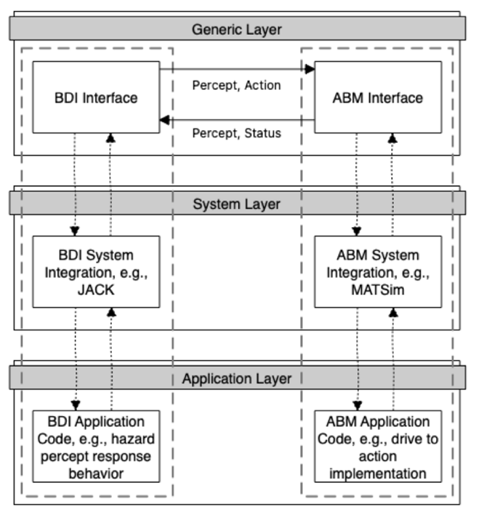 Generic Layer
BDI Interface
Percept, Action
Percept, Status
ABM Interface
System Layer
BDI System
Integration, e.g.,
JACK
ABM System
Integration, e.g.,
MATSim
Application Layer
BDI Application
Code, e.g., hazard
percept response
behavior
ABM Application
Code, e.g., drive to
action
implementation